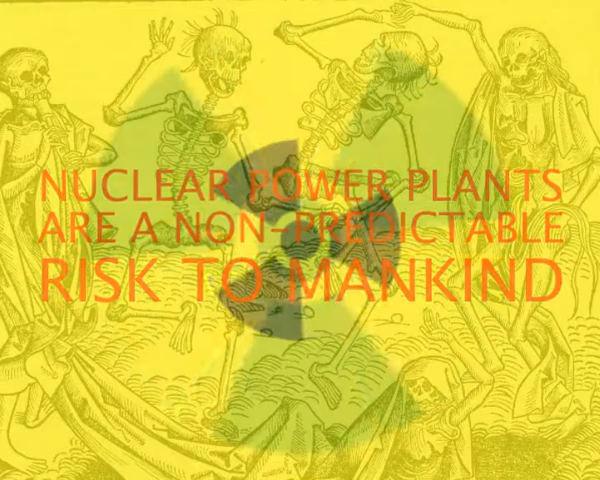 NUCLEAR POWER PLANTS
ARE A NON-PREDICTABLE
RISK TO MANKIND